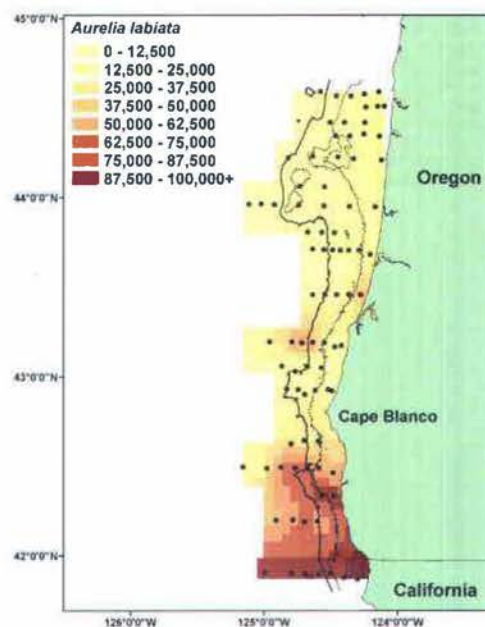 45°0'0"N
Aurelia labiata
0 - 12,500
12,500 - 25,000
25,000 - 37,500
37,500 - 50,000
50,000 - 62,500
62,500 - 75,000
75,000 - 87,500
87,500 - 100,000+
Oregon
44°0'0"N
43°0'0"N
Cape Blanco
42°0'0"N
California
126°0'0"W
125°0'0"W
124°0'0"W